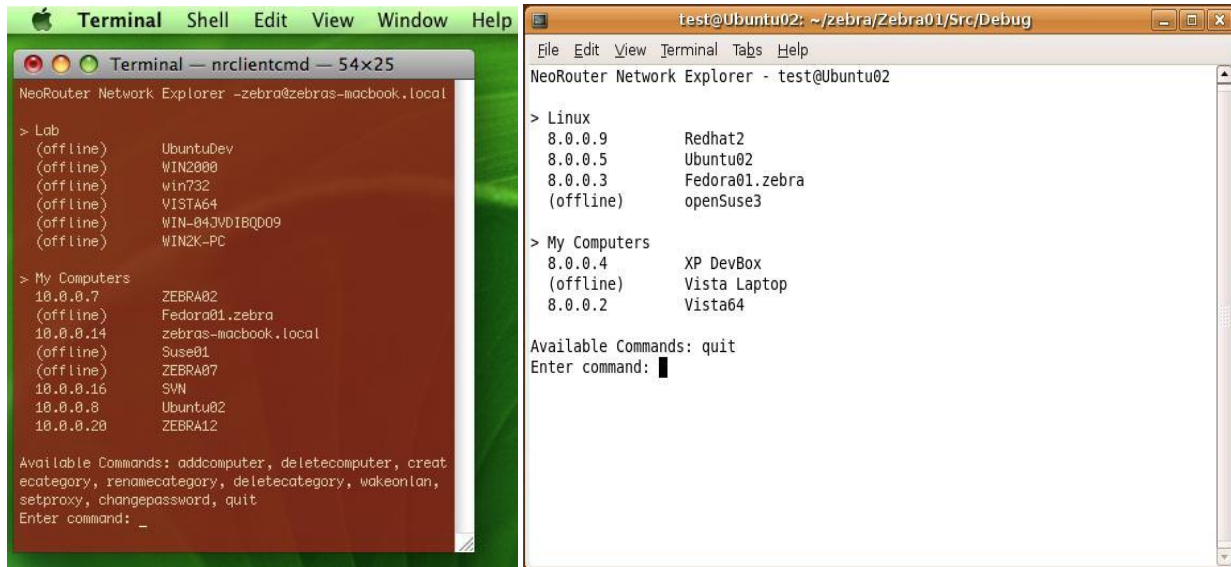 Terminal Shell Edit View Window Help
Terminal — nrclientcmd — 54×25
NeoRouter Network Explorer -zebra@zebras-macbook.local
> Lab
(offline) UbuntuDev
(offline) WIN2000
(offline) win732
(offline) VISTA64
(offline) WIN-04JVDIBQDO9
(offline) WIN2K-PC
> My Computers
10.0.0.7 ZEBRA02
(offline) Fedora01.zebra
10.0.0.14 zebras-macbook.local
(offline) Suse01
(offline) ZEBRA07
10.0.0.16 SVN
10.0.0.8 Ubuntu02
10.0.0.20 ZEBRA12
Available Commands: addcomputer, deletecomputer, creat
ecategory, renamecategory, deletecategory, wakeonlan,
setproxy, changepassword, quit
Enter command: _
test@Ubuntu02: ~/zebra/Zebra01/Src/Debug
File Edit View Terminal Tabs Help
NeoRouter Network Explorer - test@Ubuntu02
> Linux
8.0.0.9 Redhat2
8.0.0.5 Ubuntu02
8.0.0.3 Fedora01.zebra
(offline) openSuse3
> My Computers
8.0.0.4 XP DevBox
(offline) Vista Laptop
8.0.0.2 Vista64
Available Commands: quit
Enter command: